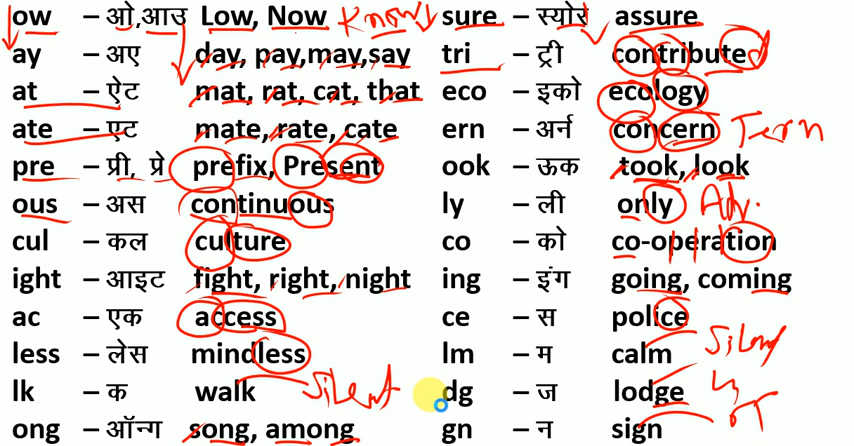 ow – ओ,आउ Low, Now Know
ay – अए day, pay,may,say
at – ऐट mat, rat, cat, that
ate – एट mate, rate, cate
pre – प्री, प्रे prefix, Present
ous – अस continuous
cul – कल culture
ight – आइट fight, right, night
ac – एक access
less – लेस mindless
lk – क walk Silent
ong – ऑन्ग song, among
sure – स्योर assure
tri – ट्री contribute
eco – इको ecology
ern – अर्न concern Tern
ook – ऊक took, look
ly – ली only Adv.
co – को co-operation
ing – इंग going, coming
ce – स police
lm – म calm
dg – ज lodge
gn – न sign